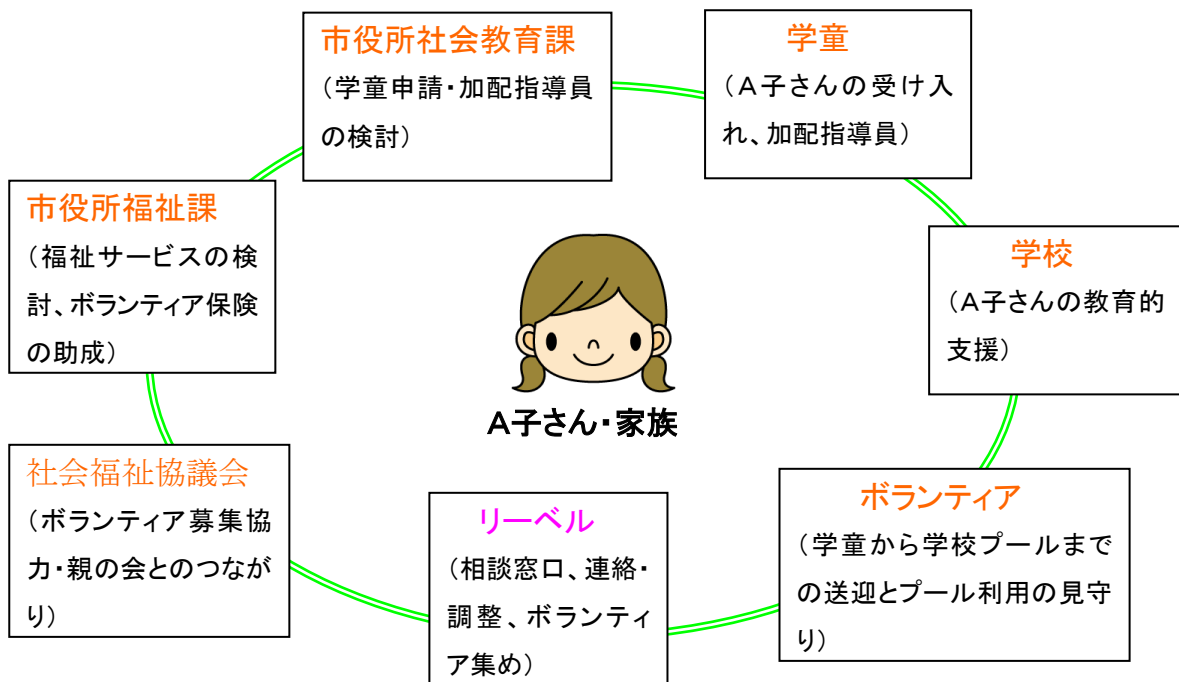 市役所社会教育課
（学童申請・加配指導員
の検討）
学童
（A子さんの受け入
れ、加配指導員）
市役所福祉課
（福祉サービスの検
討、ボランティア保険
の助成）
学校
（A子さんの教育的
支援）
A子さん・家族
社会福祉協議会
（ボランティア募集協
力・親の会とのつなが
り）
リーベル
（相談窓口、連絡・
調整、ボランティ
ア集め）
ボランティア
（学童から学校プールまで
の送迎とプール利用の見守
り）